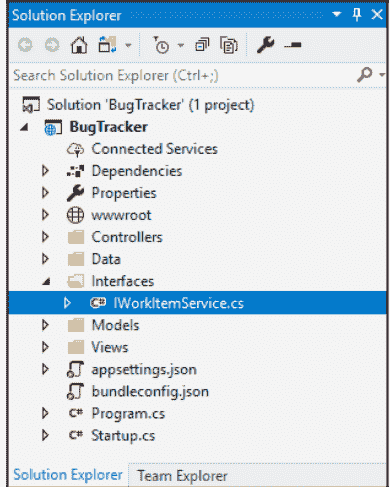 Solution Explorer
Search Solution Explorer (Ctrl+;)
Solution 'BugTracker' (1 project)
BugTracker
Connected Services
Dependencies
Properties
wwwroot
Controllers
Data
Interfaces
C# IWorkItemService.cs
Models
Views
appsettings.json
bundleconfig.json
C# Program.cs
C# Startup.cs
Solution Explorer Team Explorer